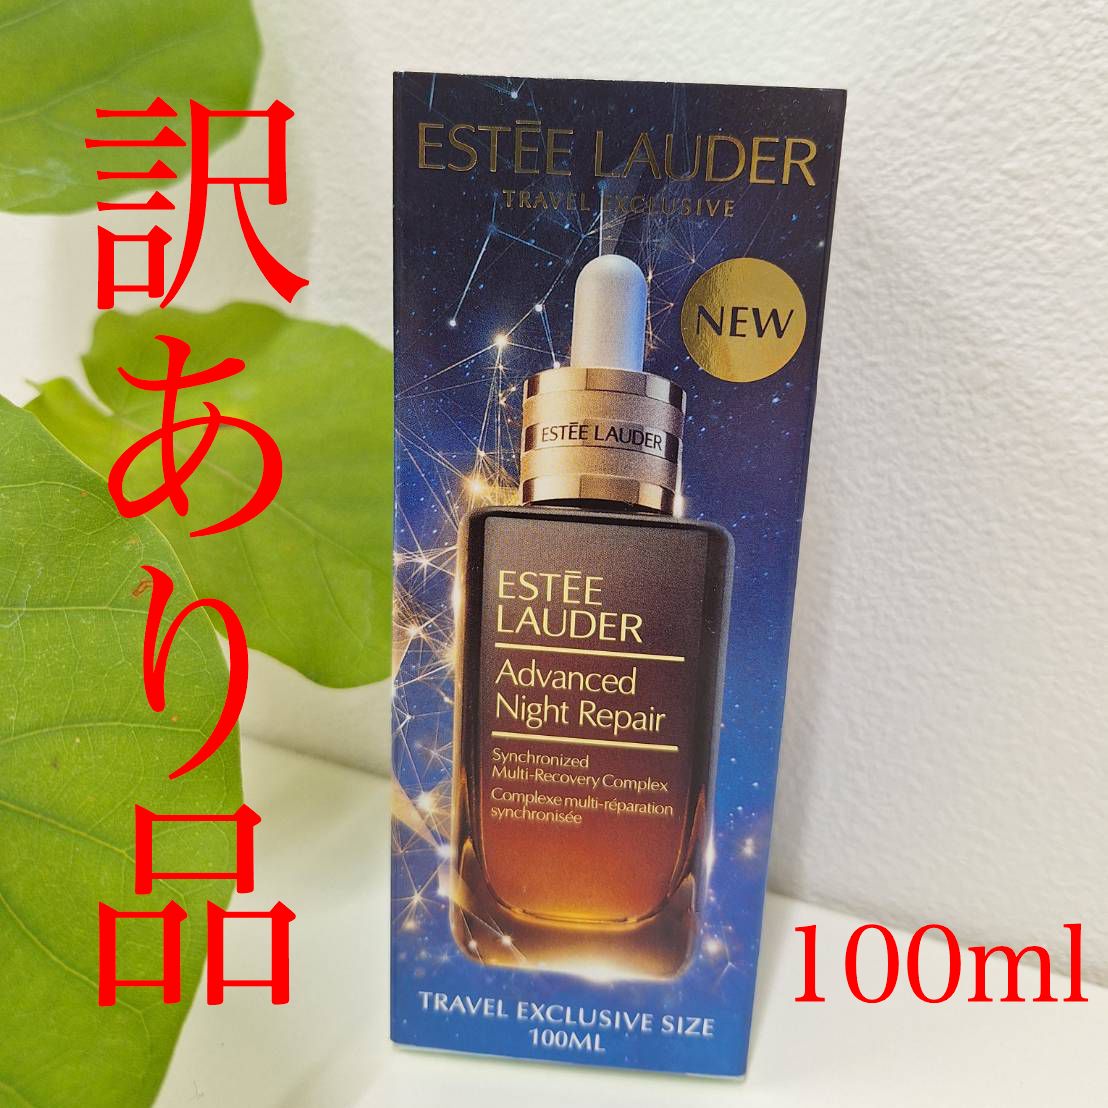 訳あり品
ESTĒE LAUDER
TRAVEL EXCLUSIVE
NEW
ESTĒE LAUDER
ESTĒE
LAUDER
Advanced
Night Repair
Synchronized
Multi-Recovery Complex
Complexe multi-réparation
synchronisée
TRAVEL EXCLUSIVE SIZE
100ML
100ml